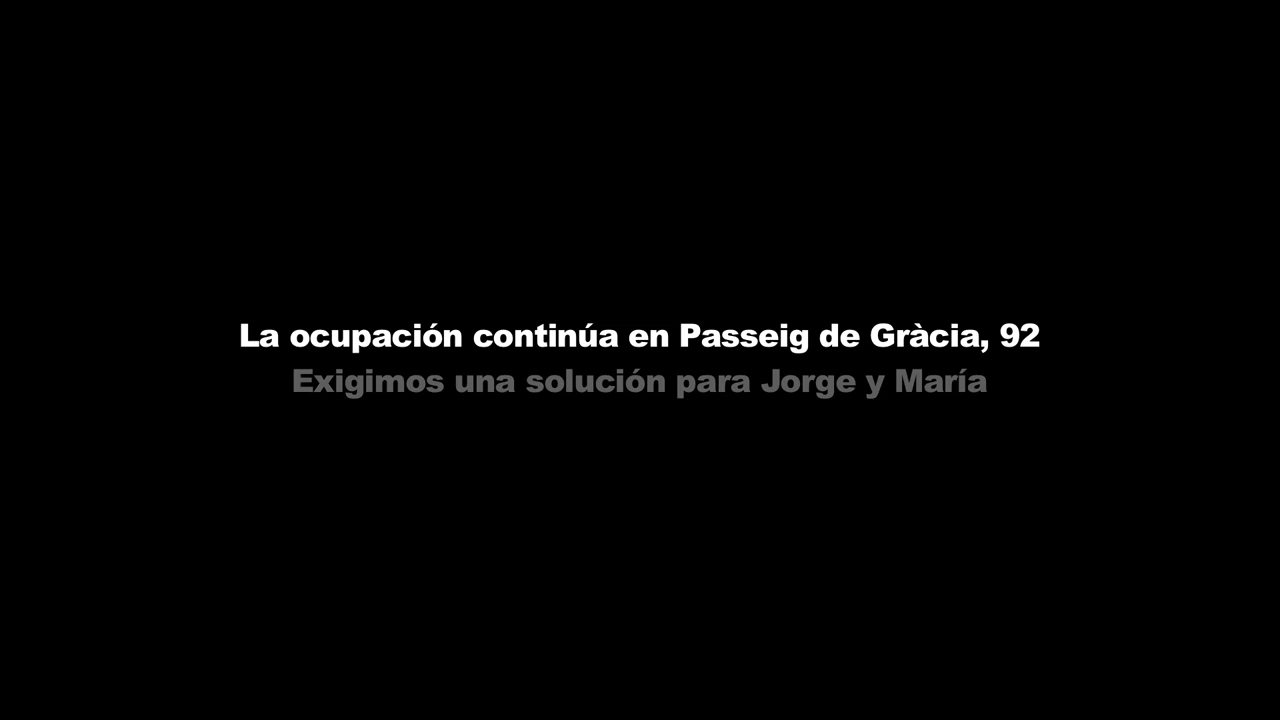 La ocupación continúa en Passeig de Gràcia, 92
Exigimos una solución para Jorge y María